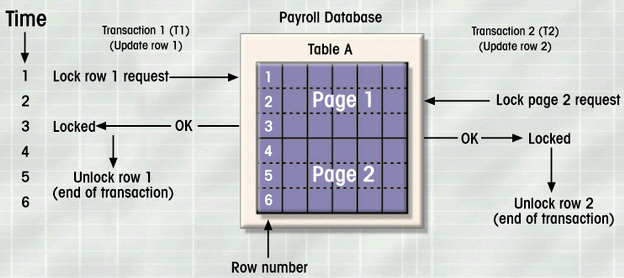 Time
Payroll Database
Transaction 1 (T1)
(Update row 1)
Transaction 2 (T2)
(Update row 2)
Table A
1 Lock row 1 request
1
2
2 Page 1
Lock page 2 request
3 Locked
OK
3
OK
Locked
4
4
5 Unlock row 1
(end of transaction)
5 Page 2
6
6
Unlock row 2
(end of transaction)
Row number